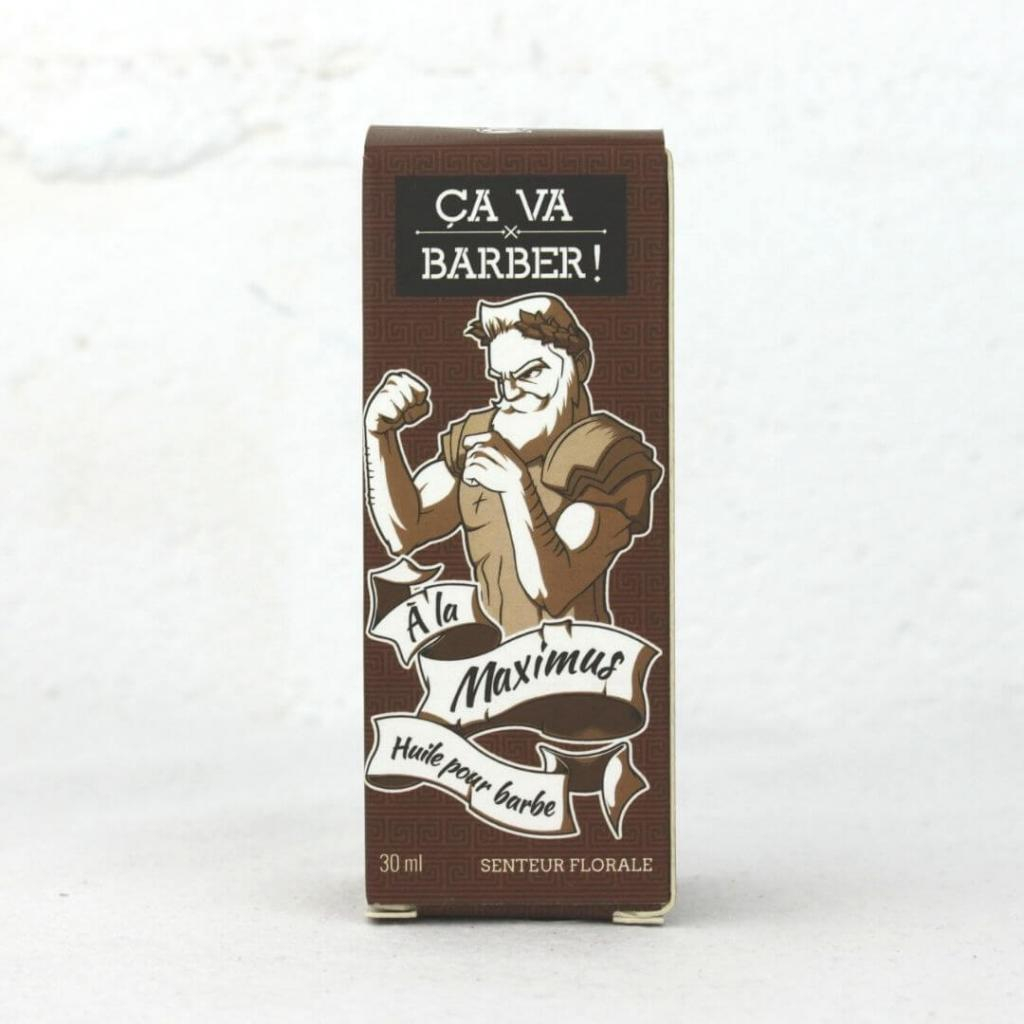 ÇA VA
BARBER!
À la
Maximus
Huile pour barbe
30 ml
SENTEUR FLORALE